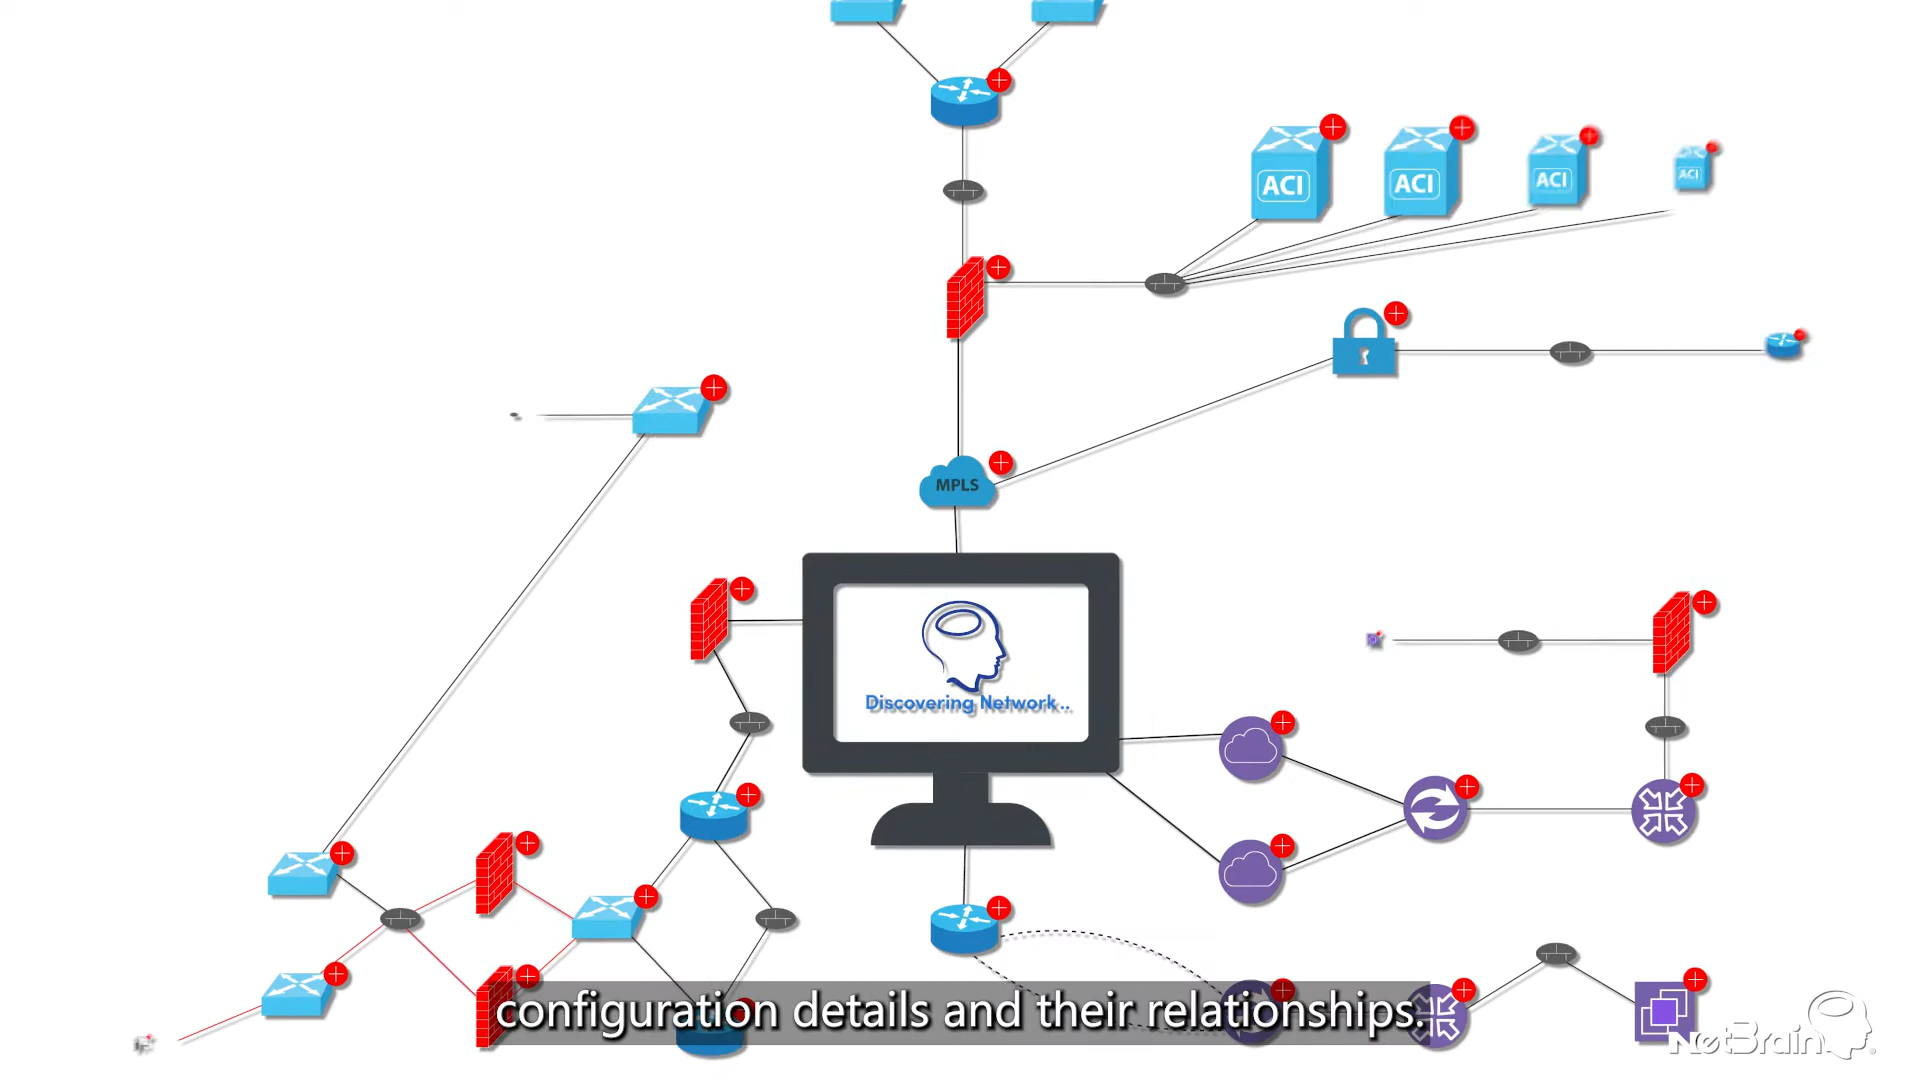 ACI
ACI
ACI
ACI
MPLS
Discovering Network..
configuration details and their relationships.
NetBrain®